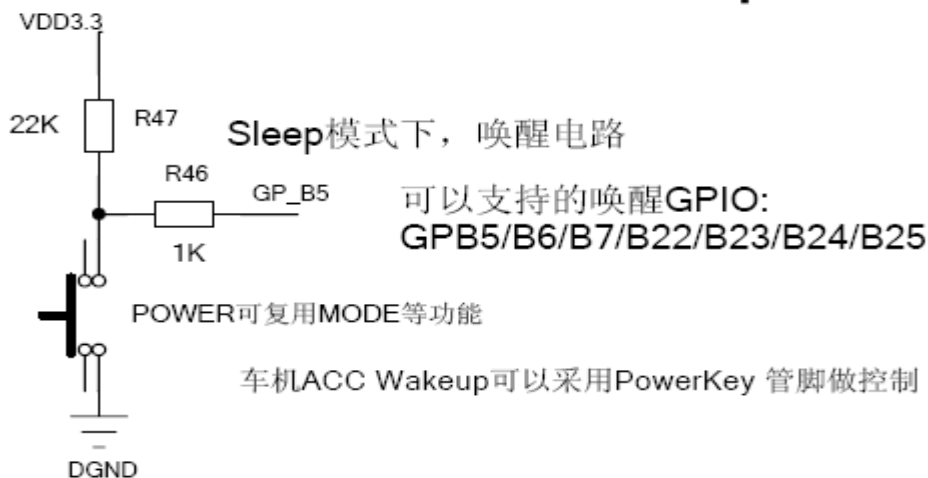 VDD3.3
22K
R47
Sleep模式下，唤醒电路
R46
GP_B5
1K
可以支持的唤醒GPIO:
GPB5/B6/B7/B22/B23/B24/B25
POWER可复用MODE等功能
车机ACC Wakeup可以采用PowerKey 管脚做控制
DGND